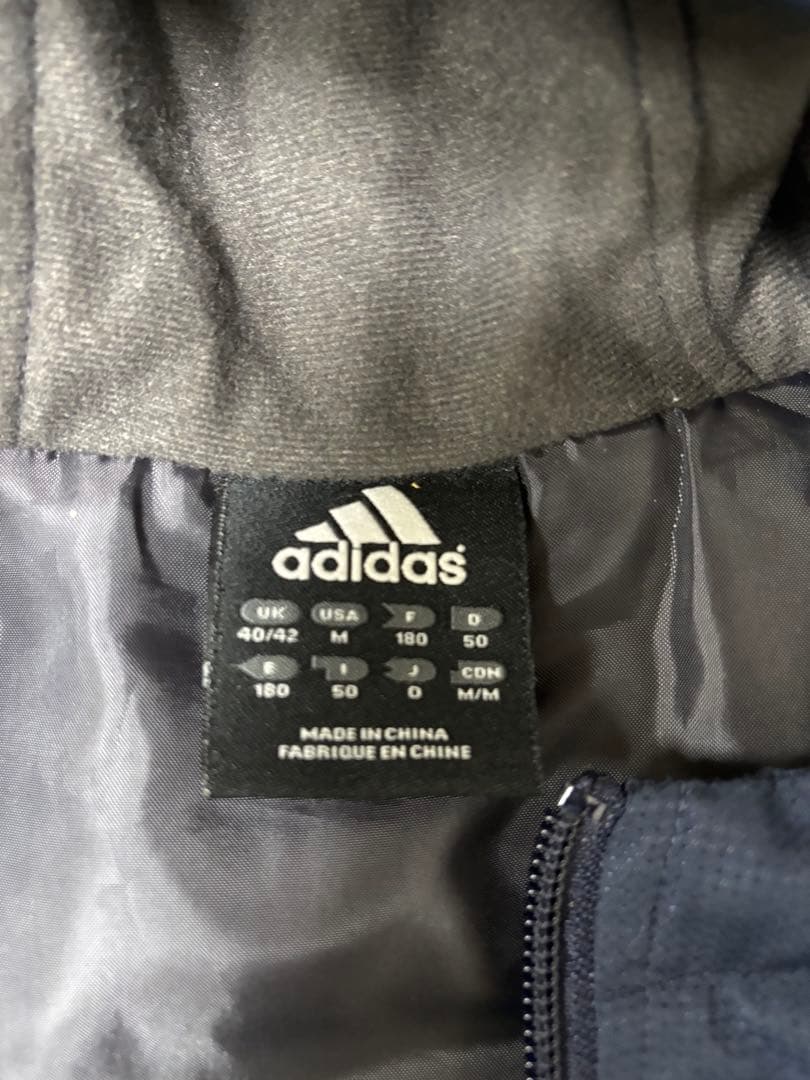 adidas
UK USA F D
40/42 M 180 50
E I J CDN
180 50 O M/M
MADE IN CHINA
FABRIQUE EN CHINE